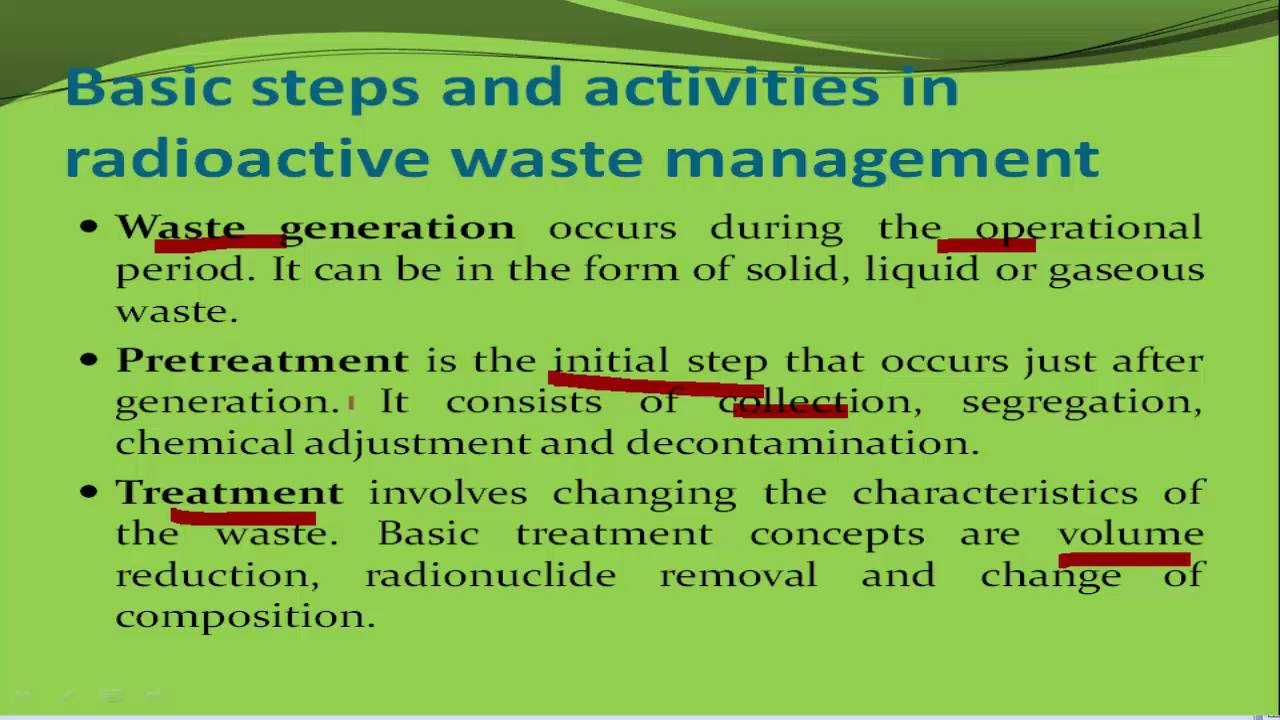 Basic steps and activities in
radioactive waste management
• Waste generation occurs during the operational
period. It can be in the form of solid, liquid or gaseous
waste.
• Pretreatment is the initial step that occurs just after
generation. It consists of collection, segregation,
chemical adjustment and decontamination.
• Treatment involves changing the characteristics of
the waste. Basic treatment concepts are volume
reduction, radionuclide removal and change of
composition.